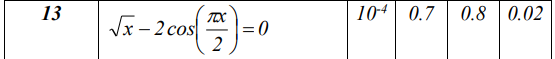 13 √x − 2cos(πx/2) = 0 10⁻⁴ 0.7 0.8 0.02